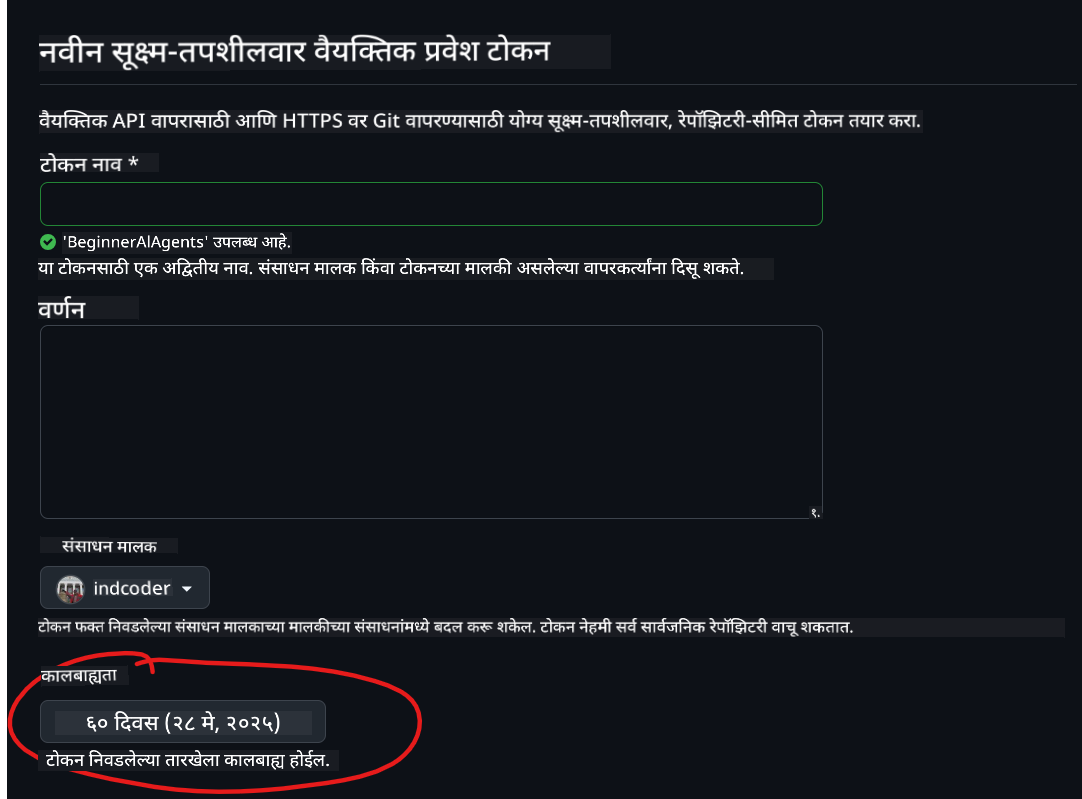 नवीन सूक्ष्म-तपशीलवार वैयक्तिक प्रवेश टोकन
वैयक्तिक API वापरासाठी आणि HTTPS वर Git वापरण्यासाठी योग्य सूक्ष्म-तपशीलवार, रेपॉझिटरी-सीमित टोकन तयार करा.
टोकन नाव *
'BeginnerAlAgents' उपलब्ध आहे.
या टोकनसाठी एक अद्वितीय नाव. संसाधन मालक किंवा टोकनच्या मालकी असलेल्या वापरकर्त्यांना दिसू शकते.
वर्णन
१.
संसाधन मालक
indcoder
टोकन फक्त निवडलेल्या संसाधन मालकाच्या मालकीच्या संसाधनांमध्ये बदल करू शकेल. टोकन नेहमी सर्व सार्वजनिक रेपॉझिटरी वाचू शकतात.
कालबाह्यता
६० दिवस (२८ मे, २०२५)
टोकन निवडलेल्या तारखेला कालबाह्य होईल.